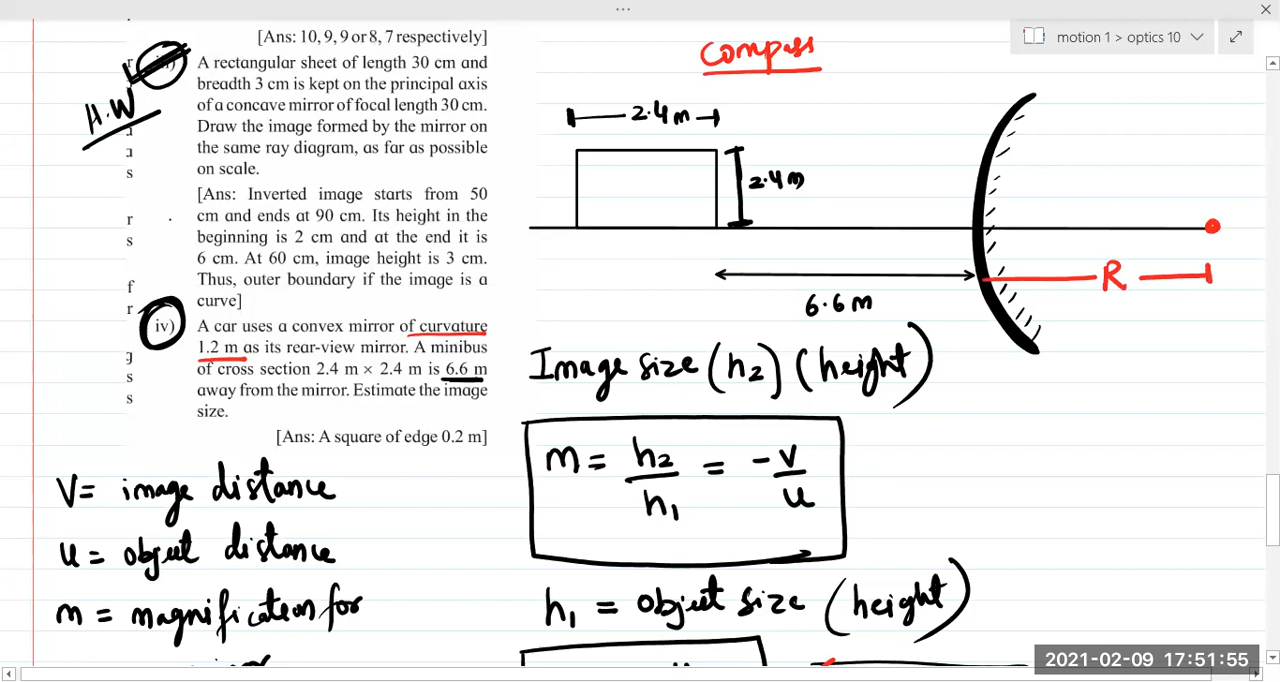 [Ans: 10, 9, 9 or 8, 7 respectively]
motion 1 > optics 10
compass
A rectangular sheet of length 30 cm and
breadth 3 cm is kept on the principal axis
of a concave mirror of focal length 30 cm.
Draw the image formed by the mirror on
the same ray diagram, as far as possible
on scale.
H.W
[Ans: Inverted image starts from 50
cm and ends at 90 cm. Its height in the
beginning is 2 cm and at the end it is
6 cm. At 60 cm, image height is 3 cm.
Thus, outer boundary if the image is a
curve]
r
a
s
r
s
f
r
g
s
s
2.4 m
2.4 m
6.6 m
R
iv)
A car uses a convex mirror of curvature
1.2 m as its rear-view mirror. A minibus
of cross section 2.4 m × 2.4 m is 6.6 m
away from the mirror. Estimate the image
size.
[Ans: A square of edge 0.2 m]
Image size (h2) (height)
m = h2/h1 = -v/u
V = image distance
u = object distance
m = magnification for
h1 = object size (height)
2021-02-09 17:51:55